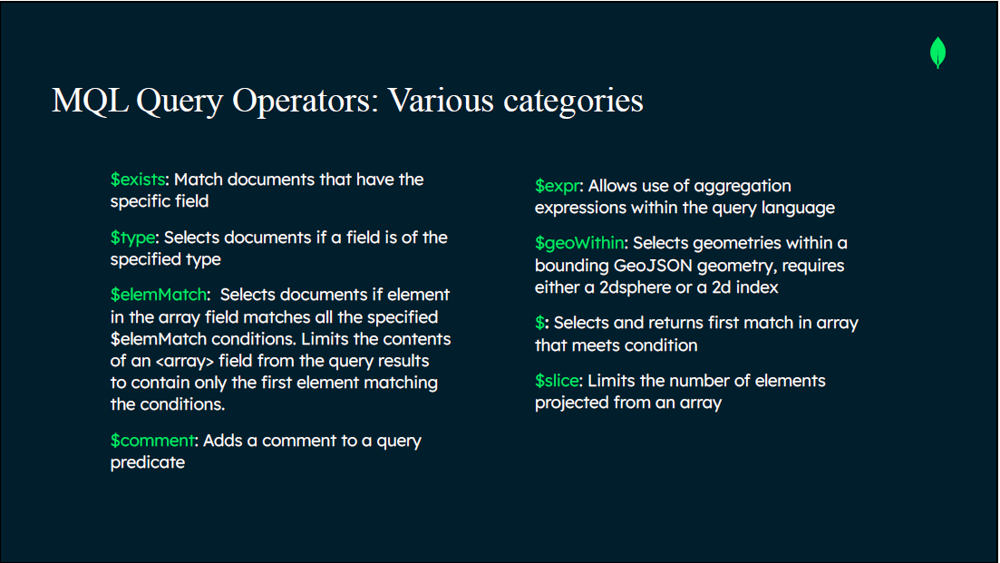 MQL Query Operators: Various categories
$exists: Match documents that have the
specific field
$type: Selects documents if a field is of the
specified type
$elemMatch:  Selects documents if element
in the array field matches all the specified
$elemMatch conditions. Limits the contents
of an <array> field from the query results
to contain only the first element matching
the conditions.
$comment: Adds a comment to a query
predicate
$expr: Allows use of aggregation
expressions within the query language
$geoWithin: Selects geometries within a
bounding GeoJSON geometry, requires
either a 2dsphere or a 2d index
$: Selects and returns first match in array
that meets condition
$slice: Limits the number of elements
projected from an array